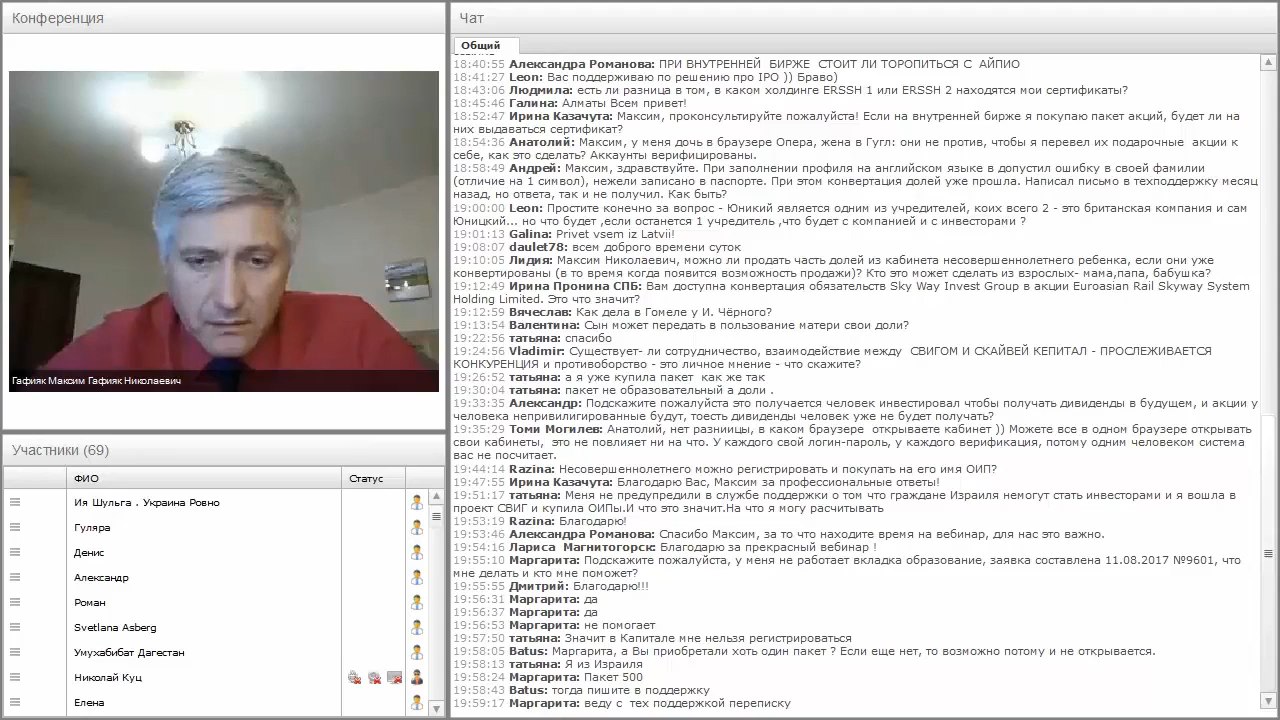 Конференция
Гафияк Максим Гафияк Николаевич
Участники (69)
ФИО
Статус
Ия Шульга . Украина Ровно
Гуляра
Денис
Александр
Роман
Svetlana Asberg
Умухабибат Дагестан
Николай Куц
Елена
Чат
Общий
18:40:55 Александра Романова: ПРИ ВНУТРЕННЕЙ БИРЖЕ СТОИТ ЛИ ТОРОПИТЬСЯ С АЙПИО
18:41:27 Leon: Вас поддерживаю по решению про IPO )) Браво)
18:43:06 Людмила: есть ли разница в том, в каком холдинге ERSSH 1 или ERSSH 2 находятся мои сертификаты?
18:45:46 Галина: Алматы Всем привет!
18:52:47 Ирина Казачута: Максим, проконсультируйте пожалуйста! Если на внутренней бирже я покупаю пакет акций, будет ли на
них выдаваться сертификат?
18:54:36 Анатолий: Максим, у меня дочь в браузере Опера, жена в Гугл: они не против, чтобы я перевел их подарочные акции к
себе, как это сделать? Аккаунты верифицированы.
18:58:49 Андрей: Максим, здравствуйте. При заполнении профиля на английском языке в допустил ошибку в своей фамилии
(отличие на 1 символ), нежели записано в паспорте. При этом конвертация долей уже прошла. Написал письмо в техподдержку месяц
назад, но ответа, так и не получил. Как быть?
19:00:00 Leon: Простите конечно за вопрос - Юникий является одним из учредителей, коих всего 2 - это британская компания и сам
Юницкий... но что будет ,если останется 1 учредитель ,что будет с компанией и с инвесторами ?
19:01:13 Galina: Privet vsem iz Latvii!
19:08:07 daulet78: всем доброго времени суток
19:10:05 Лидия: Максим Николаевич, можно ли продать часть долей из кабинета несовершеннолетнего ребенка, если они уже
конвертированы (в то время когда появится возможность продажи)? Кто это может сделать из взрослых- мама,папа, бабушка?
19:12:49 Ирина Пронина СПБ: Вам доступна конвертация обязательств Sky Way Invest Group в акции Euroasian Rail Skyway System
Holding Limited. Это что значит?
19:12:59 Вячеслав: Как дела в Гомеле у И. Чёрного?
19:13:54 Валентина: Сын может передать в пользование матери свои доли?
19:22:56 татьяна: спасибо
19:24:56 Vladimir: Существует- ли сотрудничество, взаимодействие между СВИГОМ И СКАЙВЕЙ КЕПИТАЛ - ПРОСЛЕЖИВАЕТСЯ
КОНКУРЕНЦИЯ и противоборство - это личное мнение - что скажите?
19:26:52 татьяна: а я уже купила пакет как же так
19:30:04 татьяна: пакет не образовательный а доли .
19:33:35 Александр: Подскажите пожалуйста это получается человек инвестировал чтобы получать дивиденды в будущем, и акции у
человека непривилигированные будут, тоесть дивиденды человек уже не будет получать?
19:35:29 Томи Могилев: Анатолий, нет разниицы, в каком браузере открываете кабинет )) Можете все в одном браузере открывать
свои кабинеты, это не повлияет ни на что. У каждого свой логин-пароль, у каждого верификация, потому одним человеком система
вас не посчитает.
19:44:14 Razina: Несовершеннолетнего можно регистрировать и покупать на его имя ОИП?
19:47:55 Ирина Казачута: Благодарю Вас, Максим за профессиональные ответы!
19:51:17 татьяна: Меня не предупредили в службе поддержки о том что граждане Израиля немогут стать инвесторами и я вошла в
проект СВИГ и купила ОИПы.И что это значит.На что я могу расчитывать
19:53:19 Razina: Благодарю!
19:53:46 Александра Романова: Спасибо Максим, за то что находите время на вебинар, для нас это важно.
19:54:16 Лариса Магнитогорск: Благодарю за прекрасный вебинар !
19:55:10 Маргарита: Подскажите пожалуйста, у меня не работает вкладка образование, заявка составлена 11.08.2017 №9601, что
мне делать и кто мне поможет?
19:55:55 Дмитрий: Благодарю!!!
19:56:31 Маргарита: да
19:56:37 Маргарита: да
19:56:53 Маргарита: не помогает
19:57:50 татьяна: Значит в Капитале мне нельзя регистрироваться
19:58:05 Batus: Маргарита, а Вы приобретали хоть один пакет ? Если еще нет, то возможно потому и не открывается.
19:58:13 татьяна: Я из Израиля
19:58:24 Маргарита: Пакет 500
19:58:43 Batus: тогда пишите в поддержку
19:59:17 Маргарита: веду с тех поддержкой переписку